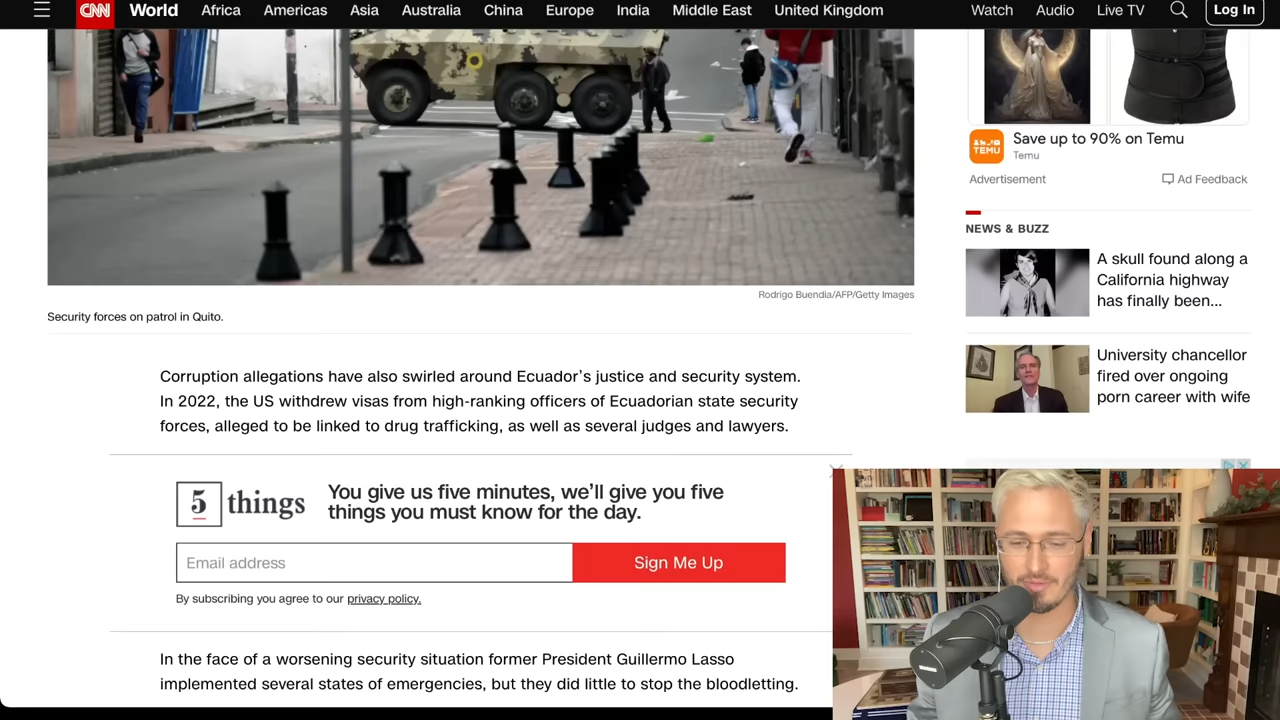 CNN World Africa Americas Asia Australia China Europe India Middle East United Kingdom Watch Audio Live TV Log In
Rodrigo Buendia/AFP/Getty Images
Security forces on patrol in Quito.
Corruption allegations have also swirled around Ecuador's justice and security system.
In 2022, the US withdrew visas from high-ranking officers of Ecuadorian state security
forces, alleged to be linked to drug trafficking, as well as several judges and lawyers.
5 things
You give us five minutes, we'll give you five
things you must know for the day.
Email address
Sign Me Up
By subscribing you agree to our privacy policy.
In the face of a worsening security situation former President Guillermo Lasso
implemented several states of emergencies, but they did little to stop the bloodletting.
TEMU
Save up to 90% on Temu
Temu
Advertisement
Ad Feedback
NEWS & BUZZ
A skull found along a
California highway
has finally been...
University chancellor
fired over ongoing
porn career with wife